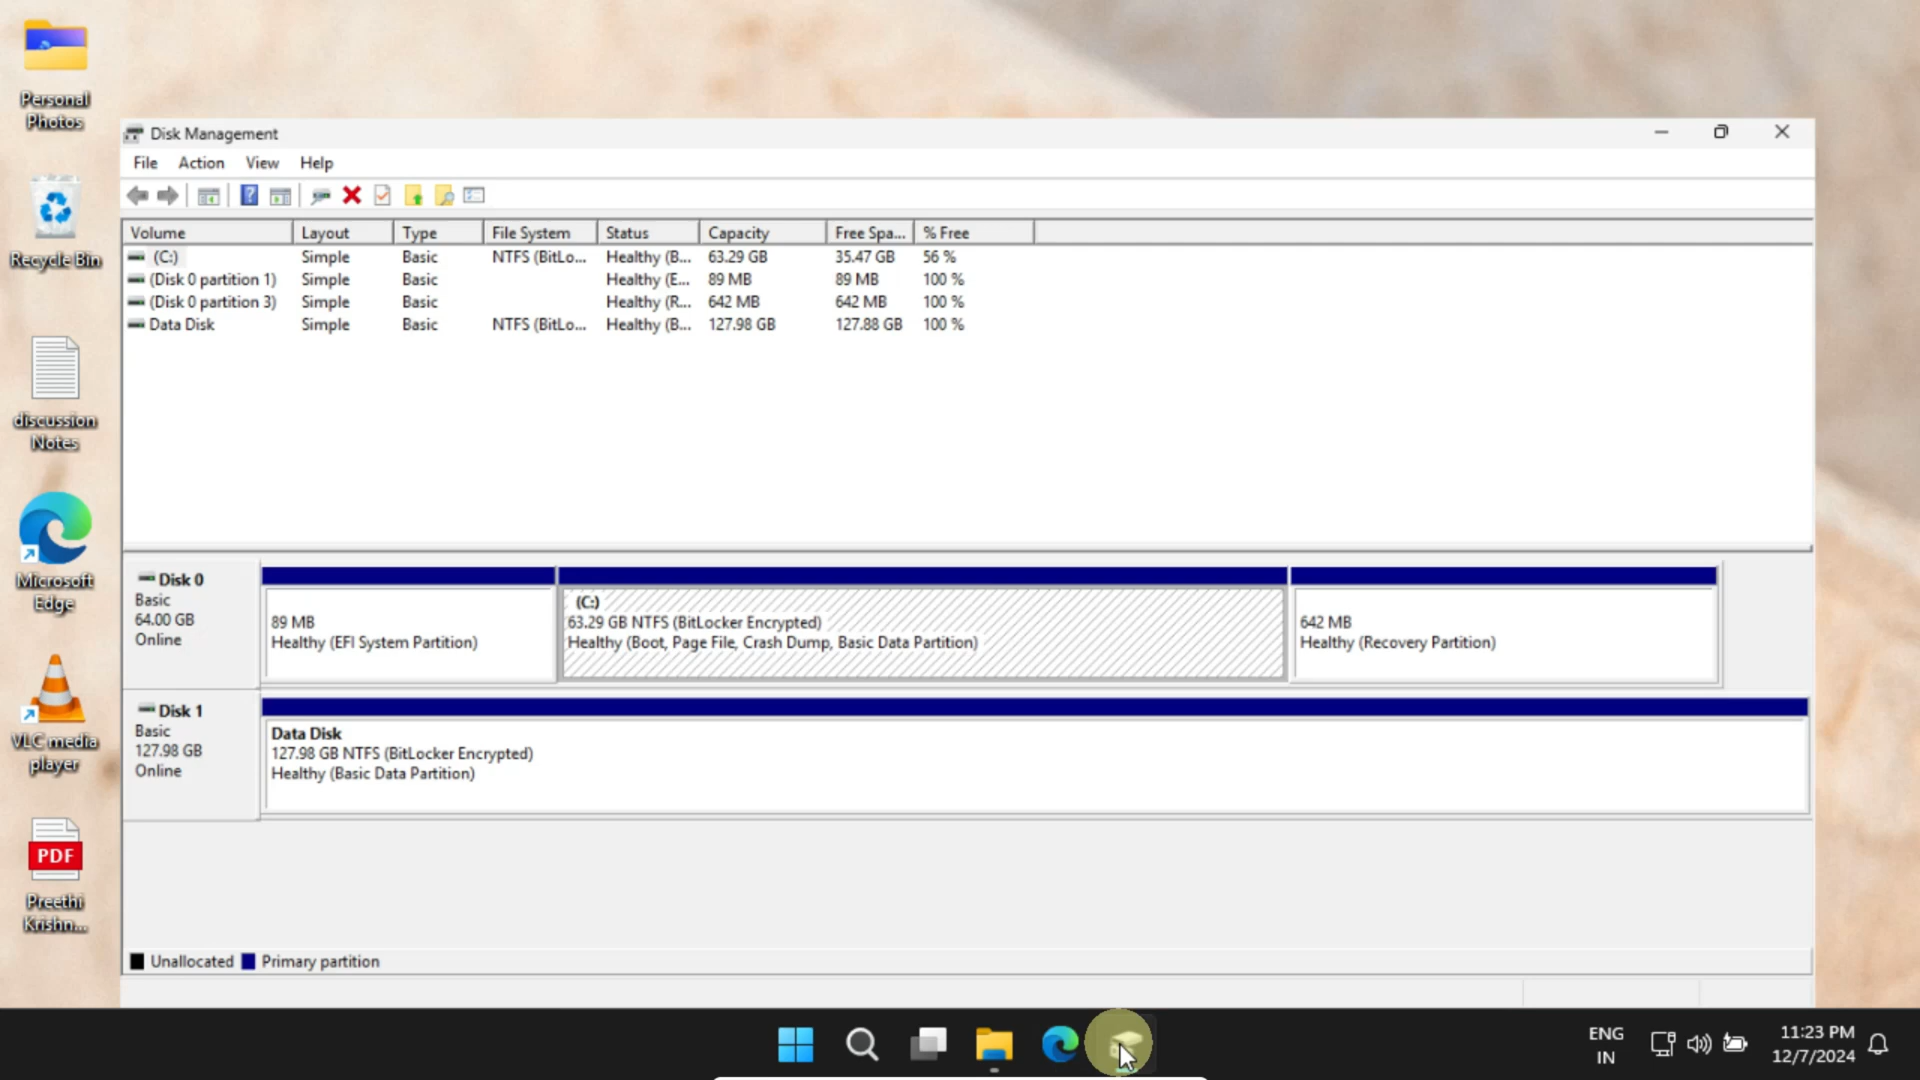 Personal
Photos
Recycle Bin
discussion
Notes
Microsoft
Edge
VLC media
player
PDF
Preethi
Krishn...
Disk Management
File Action View Help
Volume Layout Type File System Status Capacity Free Spa... % Free
(C:) Simple Basic NTFS (BitLo... Healthy (B... 63.29 GB 35.47 GB 56 %
(Disk 0 partition 1) Simple Basic Healthy (E... 89 MB 89 MB 100 %
(Disk 0 partition 3) Simple Basic Healthy (R... 642 MB 642 MB 100 %
Data Disk Simple Basic NTFS (BitLo... Healthy (B... 127.98 GB 127.88 GB 100 %
Disk 0
Basic
64.00 GB
Online
89 MB
Healthy (EFI System Partition)
(C:)
63.29 GB NTFS (BitLocker Encrypted)
Healthy (Boot, Page File, Crash Dump, Basic Data Partition)
642 MB
Healthy (Recovery Partition)
Disk 1
Basic
127.98 GB
Online
Data Disk
127.98 GB NTFS (BitLocker Encrypted)
Healthy (Basic Data Partition)
Unallocated Primary partition
ENG
IN
11:23 PM
12/7/2024